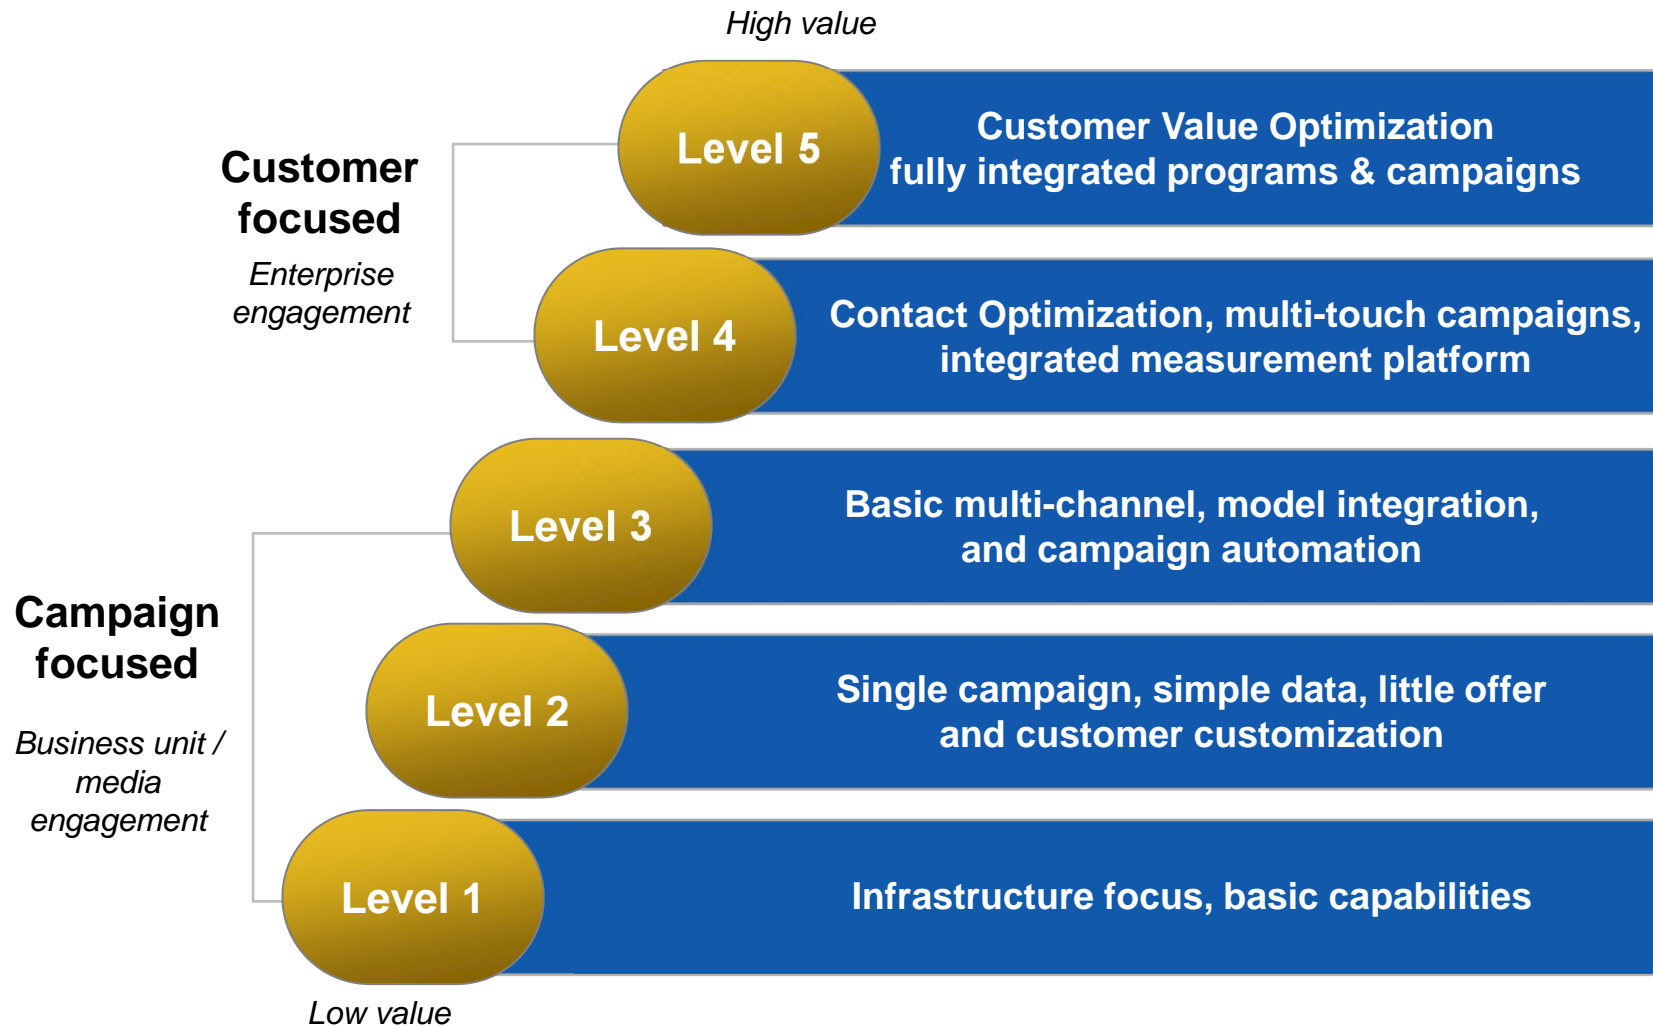 High value
Level 5
Customer Value Optimization
fully integrated programs & campaigns
Customer
focused
Enterprise
engagement
Level 4
Contact Optimization, multi-touch campaigns,
integrated measurement platform
Level 3
Basic multi-channel, model integration,
and campaign automation
Campaign
focused
Business unit /
media
engagement
Level 2
Single campaign, simple data, little offer
and customer customization
Level 1
Infrastructure focus, basic capabilities
Low value